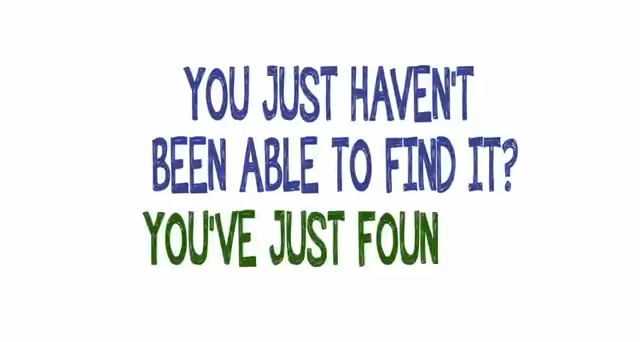 YOU JUST HAVEN'T
BEEN ABLE TO FIND IT?
YOU'VE JUST FOUN